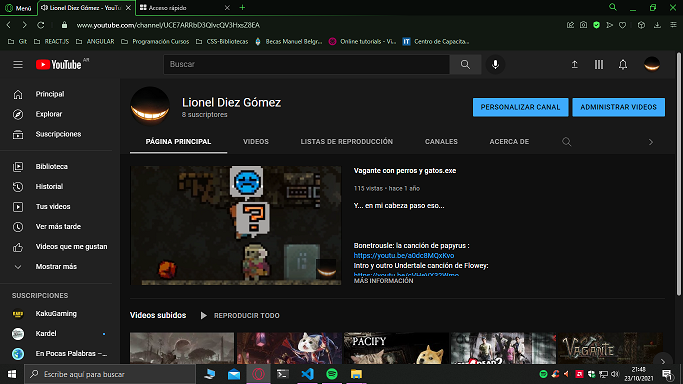 Menú
Lionel Diez Gómez - YouTu
Acceso rápido
www.youtube.com/channel/UCE7ARRbD3QIvcQV3HxsZ8EA
Git
REACTJS
ANGULAR
Programación Cursos
CSS-Bibliotecas
Becas Manuel Belgr...
Online tutorials - Vi...
Centro de Capacita...
YouTube AR
Buscar
Principal
Explorar
Suscripciones
Biblioteca
Historial
Tus videos
Ver más tarde
Videos que me gustan
Mostrar más
SUSCRIPCIONES
KakuGaming
Kardel
En Pocas Palabras –...
Lionel Diez Gómez
8 suscriptores
PERSONALIZAR CANAL
ADMINISTRAR VIDEOS
PÁGINA PRINCIPAL
VIDEOS
LISTAS DE REPRODUCCIÓN
CANALES
ACERCA DE
Vagante con perros y gatos.exe
115 vistas - hace 1 año
Y... en mi cabeza paso eso...
Bonetrousle: la canción de papyrus :
https://youtu.be/a0dc8MQxKvo
Intro y outro Undertale canción de Flowey:
MÁS INFORMACIÓN
Videos subidos
REPRODUCIR TODO
PACIFY
VAGANTE
Escribe aquí para buscar
21:48
23/10/2021